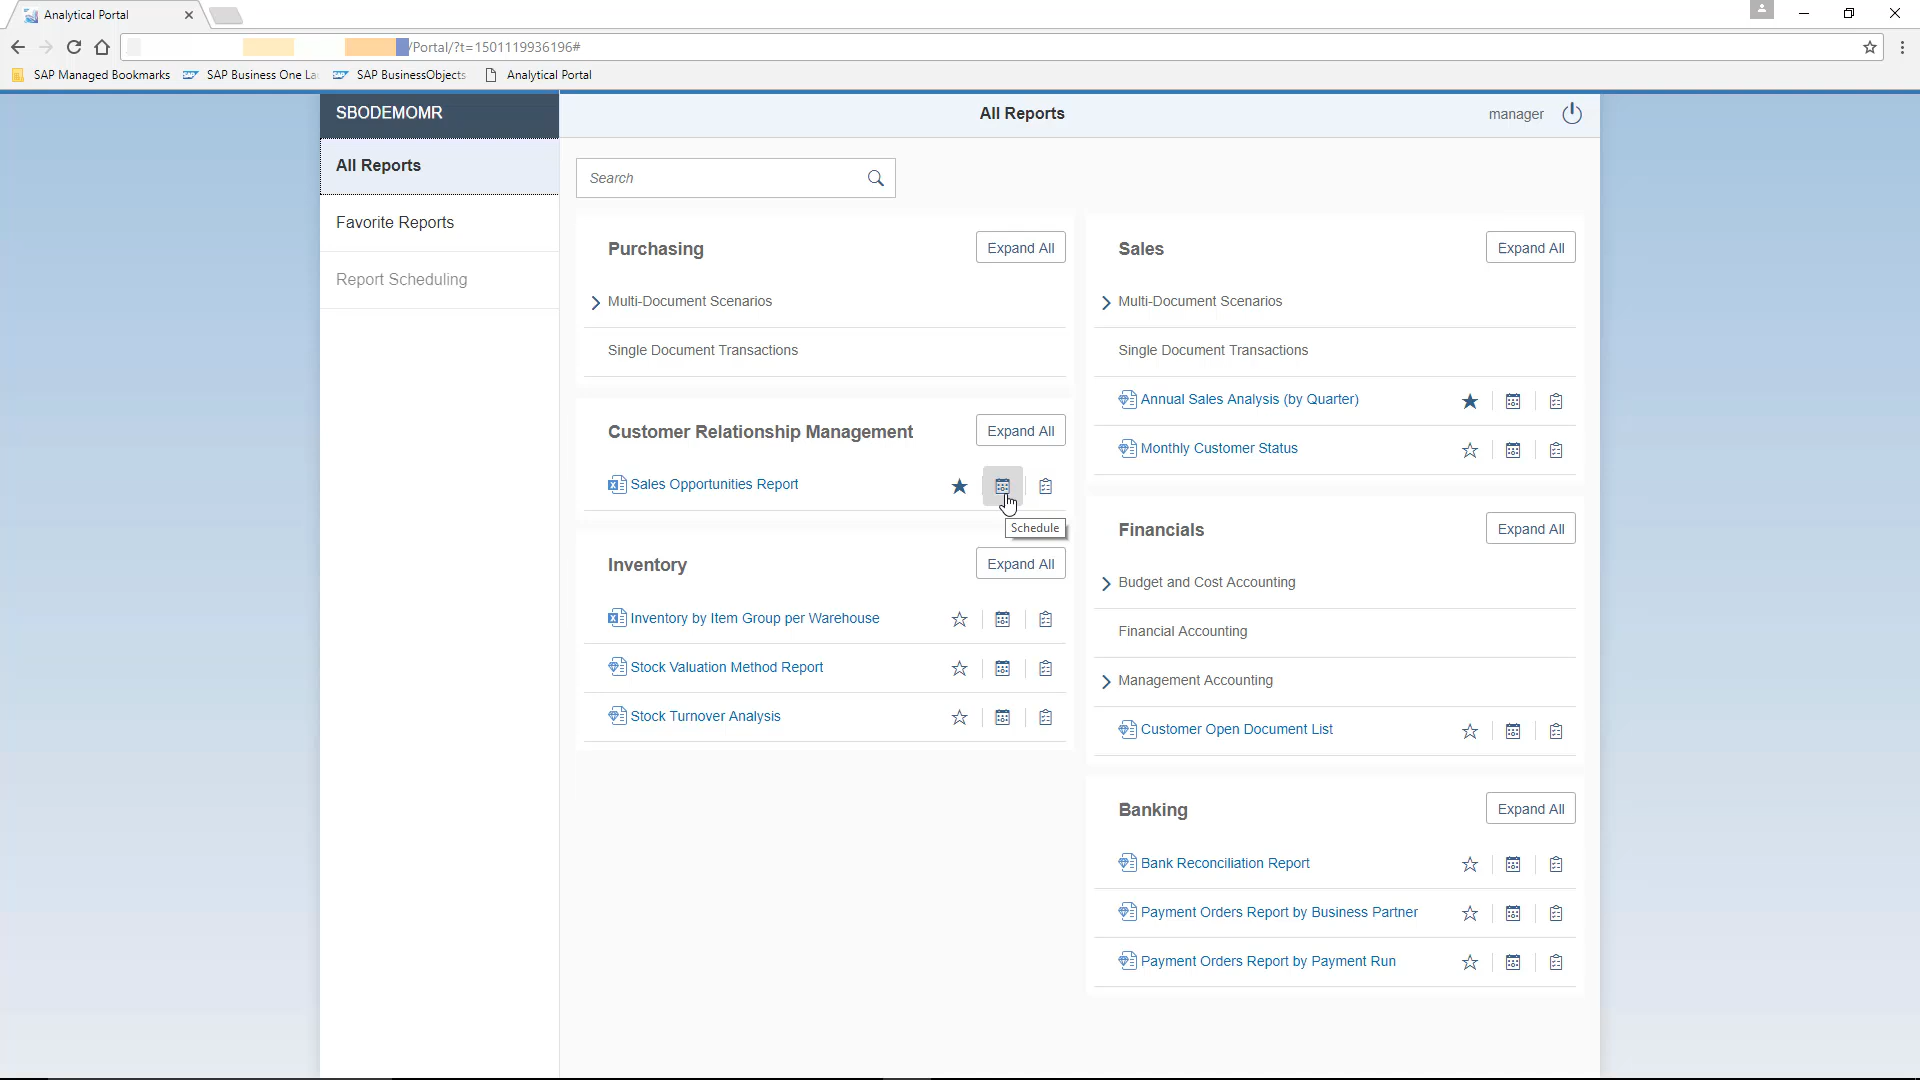 Analytical Portal
/Portal/?t=1501119936196#
SAP Managed Bookmarks
SAP Business One La
SAP BusinessObjects
Analytical Portal
SBODEMOMR
All Reports
manager
All Reports
Favorite Reports
Report Scheduling
Search
Purchasing
Expand All
Multi-Document Scenarios
Single Document Transactions
Customer Relationship Management
Expand All
Sales Opportunities Report
Schedule
Inventory
Expand All
Inventory by Item Group per Warehouse
Stock Valuation Method Report
Stock Turnover Analysis
Sales
Expand All
Multi-Document Scenarios
Single Document Transactions
Annual Sales Analysis (by Quarter)
Monthly Customer Status
Financials
Expand All
Budget and Cost Accounting
Financial Accounting
Management Accounting
Customer Open Document List
Banking
Expand All
Bank Reconciliation Report
Payment Orders Report by Business Partner
Payment Orders Report by Payment Run